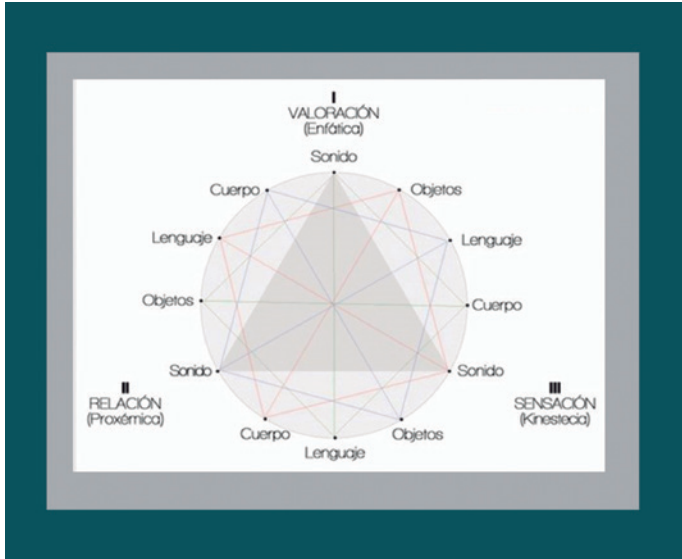 I
VALORACIÓN
(Enfática)
Sonido
Cuerpo
Objetos
Lenguaje
Lenguaje
Objetos
Cuerpo
Sonido
Sonido
II
RELACIÓN
(Proxémica)
III
SENSACIÓN
(Kinestecia)
Cuerpo
Objetos
Lenguaje